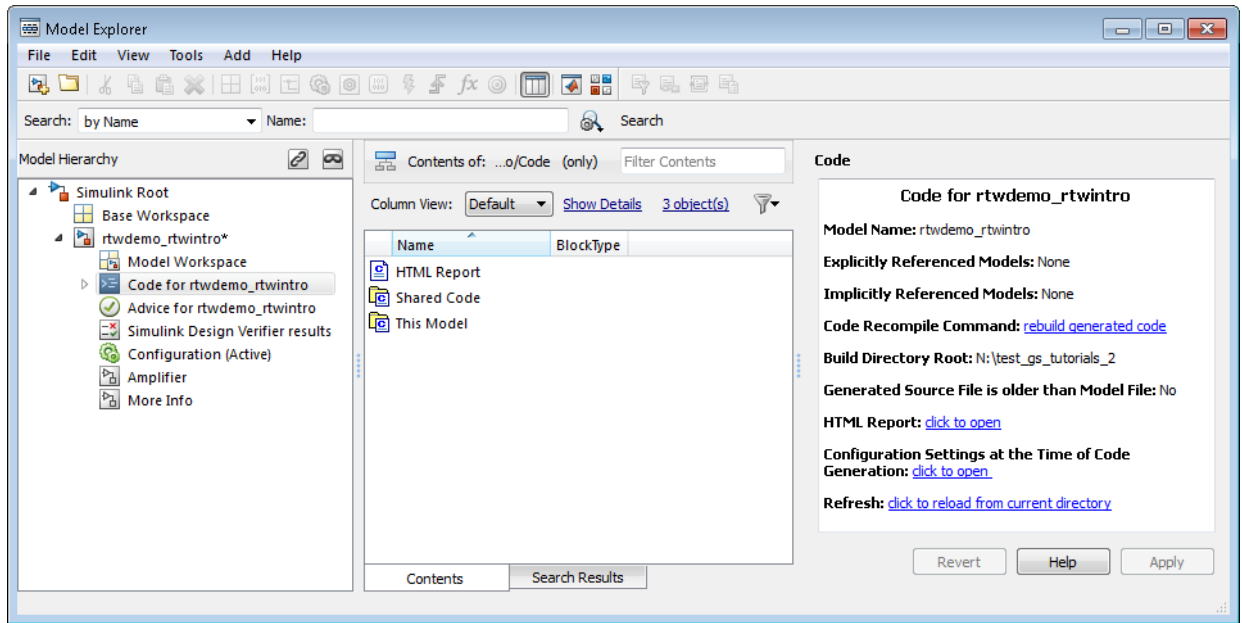 Model Explorer
File Edit View Tools Add Help
Search: by Name Name: Search
Model Hierarchy
Simulink Root
Base Workspace
rtwdemo_rtwintro*
Model Workspace
Code for rtwdemo_rtwintro
Advice for rtwdemo_rtwintro
Simulink Design Verifier results
Configuration (Active)
Amplifier
More Info
Contents of: ...o/Code (only) Filter Contents
Column View: Default Show Details 3 object(s)
Name BlockType
HTML Report
Shared Code
This Model
Contents Search Results
Code
Code for rtwdemo_rtwintro
Model Name: rtwdemo_rtwintro
Explicitly Referenced Models: None
Implicitly Referenced Models: None
Code Recompile Command: rebuild generated code
Build Directory Root: N:\test_gs_tutorials_2
Generated Source File is older than Model File: No
HTML Report: click to open
Configuration Settings at the Time of Code
Generation: click to open
Refresh: click to reload from current directory
Revert Help Apply